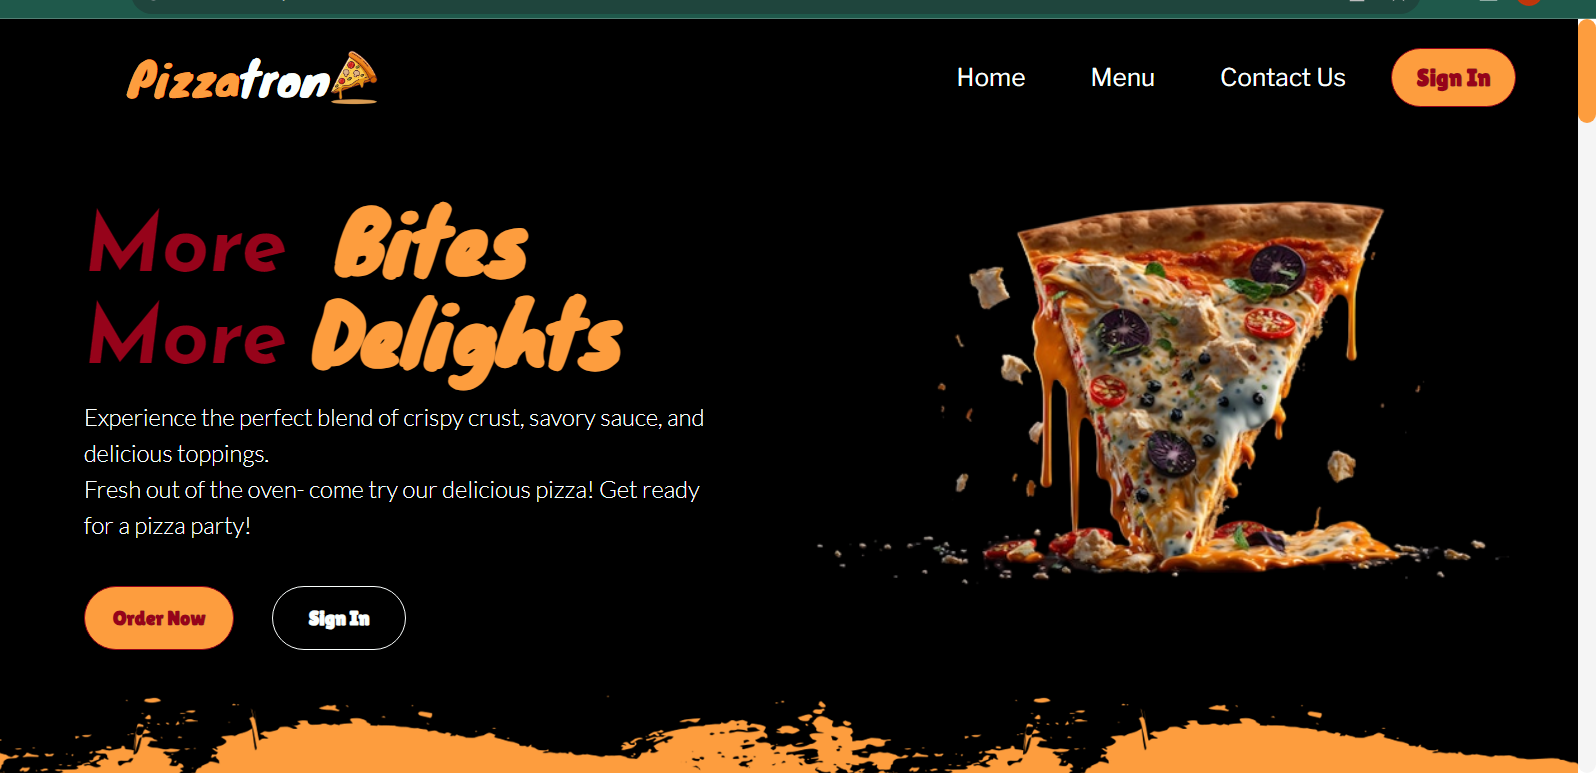 Pizzatron
Home Menu Contact Us Sign In
More Bites
More Delights
Experience the perfect blend of crispy crust, savory sauce, and
delicious toppings.
Fresh out of the oven- come try our delicious pizza! Get ready
for a pizza party!
Order Now Sign In